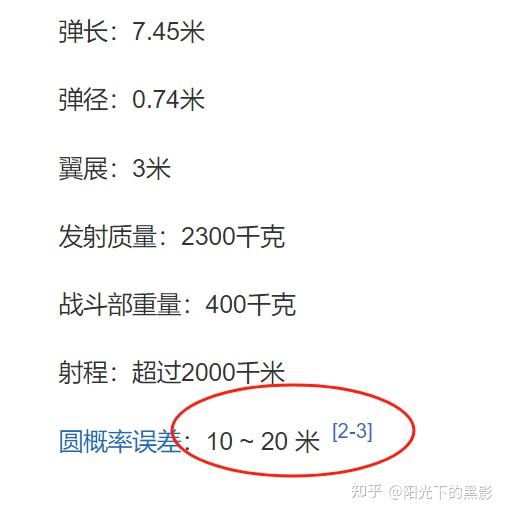 弹长：7.45米
弹径：0.74米
翼展：3米
发射质量：2300千克
战斗部重量：400千克
射程：超过2000千米
圆概率误差：10 ~ 20 米 [2-3]
知乎 @阳光下的黑影